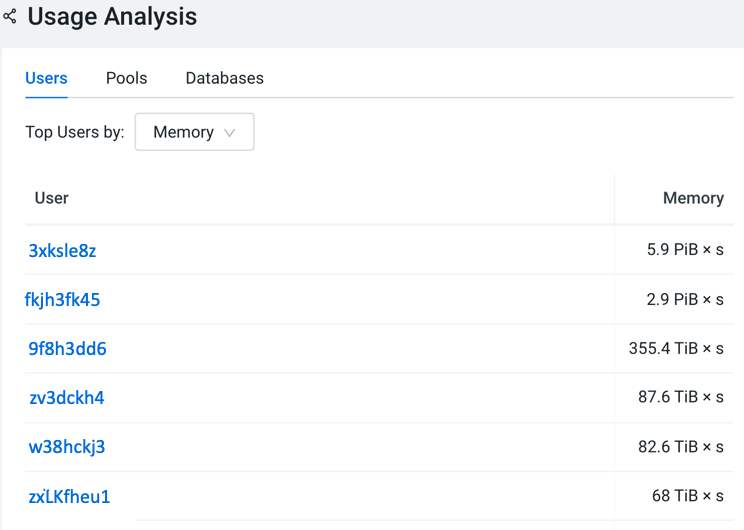 Usage Analysis
Users Pools Databases
Top Users by: Memory
User Memory
3xksle8z 5.9 PiB × s
fkjh3fk45 2.9 PiB × s
9f8h3dd6 355.4 TiB × s
zv3dckh4 87.6 TiB × s
w38hckj3 82.6 TiB × s
68 TiB × s